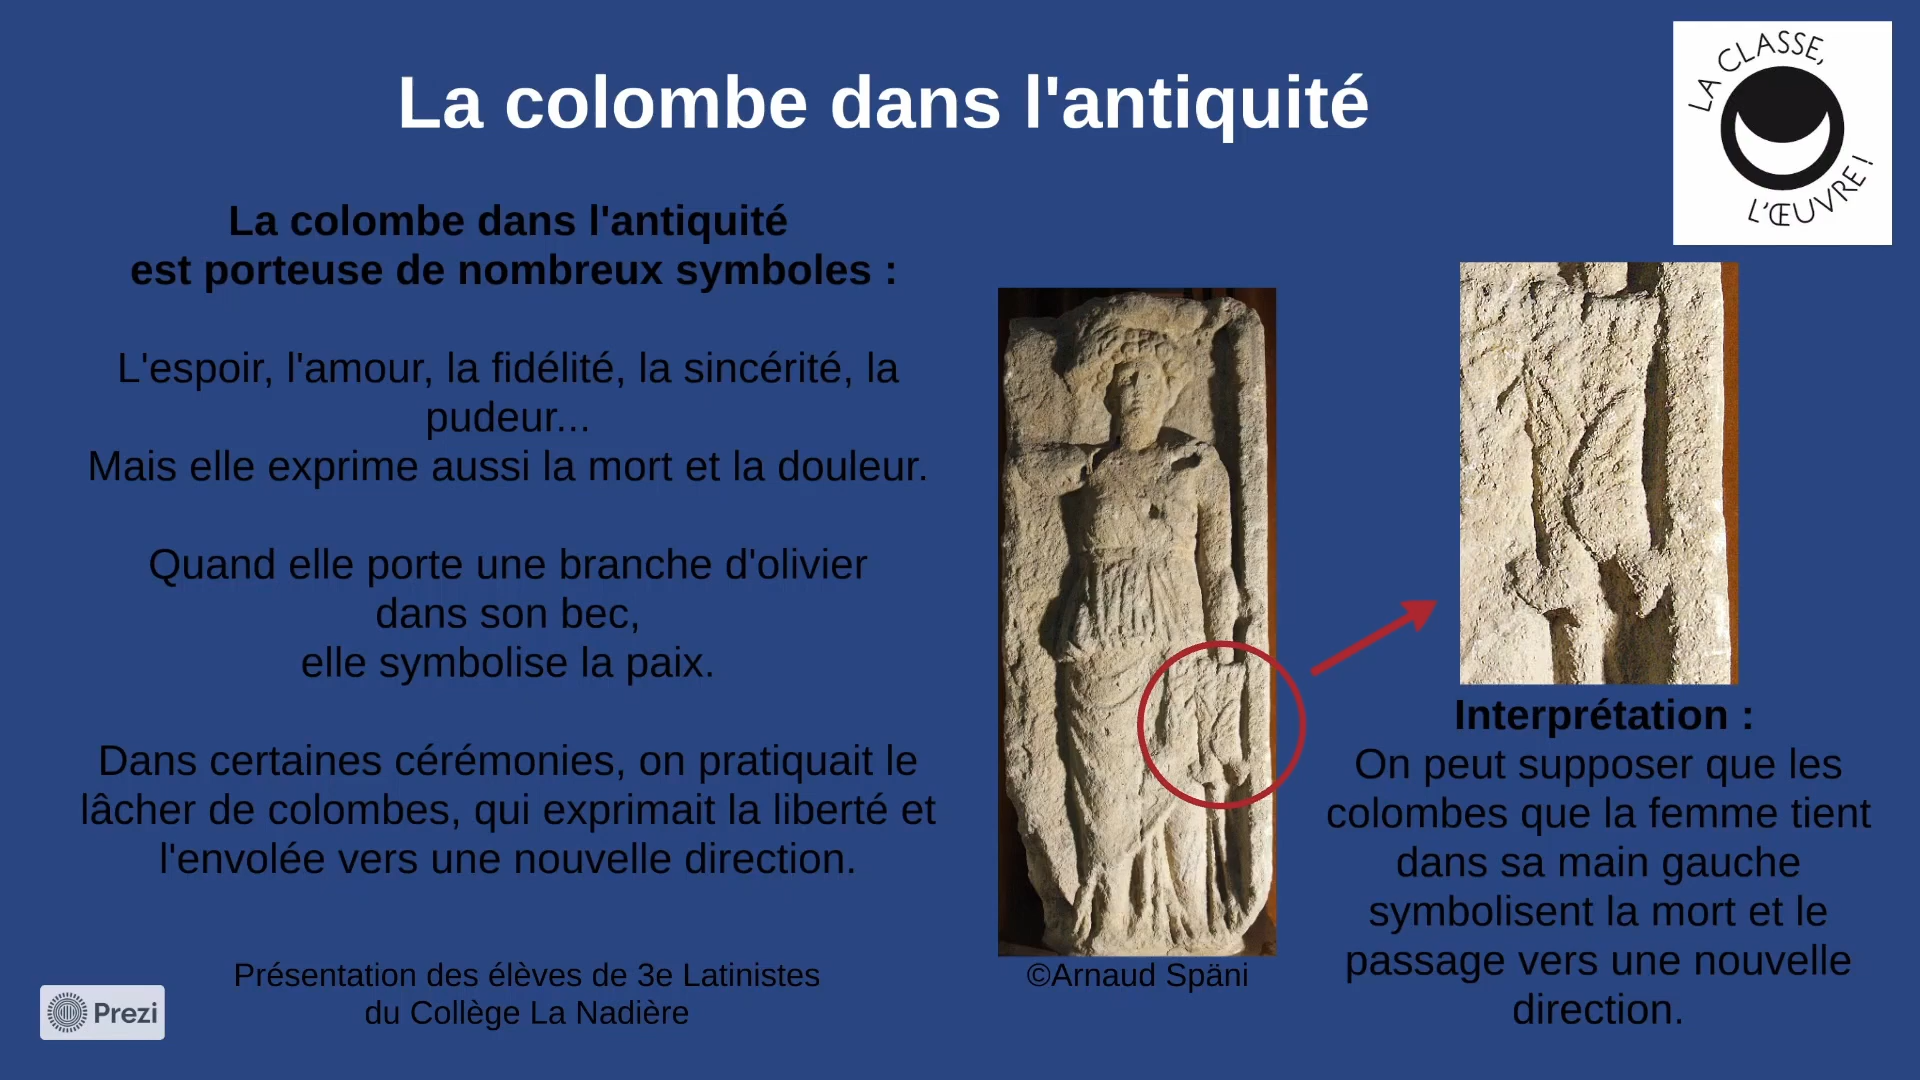 La colombe dans l'antiquité
LA CLASSE,
L'ŒUVRE !
La colombe dans l'antiquité
est porteuse de nombreux symboles :
L'espoir, l'amour, la fidélité, la sincérité, la
pudeur...
Mais elle exprime aussi la mort et la douleur.
Quand elle porte une branche d'olivier
dans son bec,
elle symbolise la paix.
Dans certaines cérémonies, on pratiquait le
lâcher de colombes, qui exprimait la liberté et
l'envolée vers une nouvelle direction.
Interprétation :
On peut supposer que les
colombes que la femme tient
dans sa main gauche
symbolisent la mort et le
passage vers une nouvelle
direction.
©Arnaud Späni
Présentation des élèves de 3e Latinistes
du Collège La Nadière
Prezi